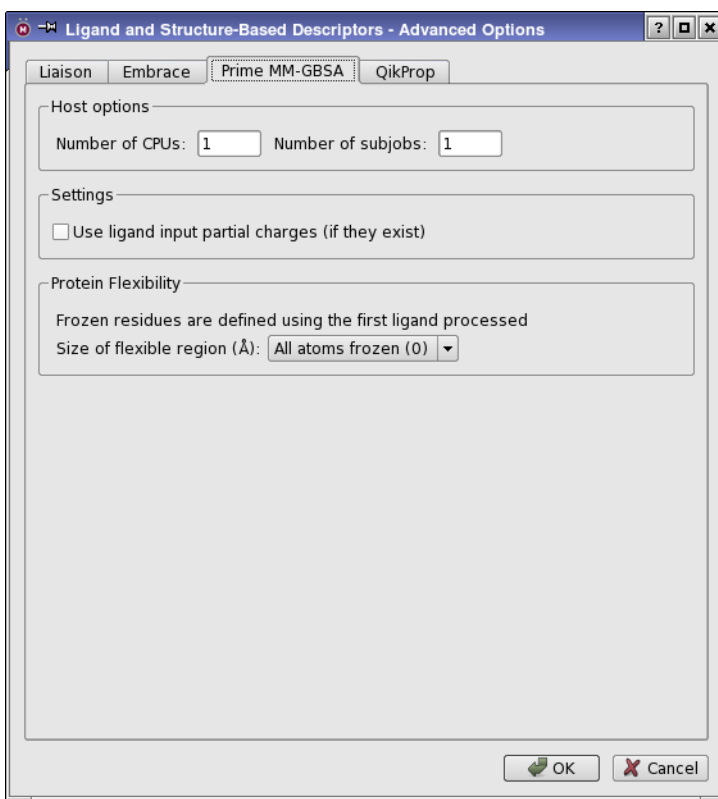 Ligand and Structure-Based Descriptors - Advanced Options ?
Liaison Embrace Prime MM-GBSA QikProp
Host options
Number of CPUs: 1 Number of subjobs: 1
Settings
Use ligand input partial charges (if they exist)
Protein Flexibility
Frozen residues are defined using the first ligand processed
Size of flexible region (Å): All atoms frozen (0)
OK Cancel